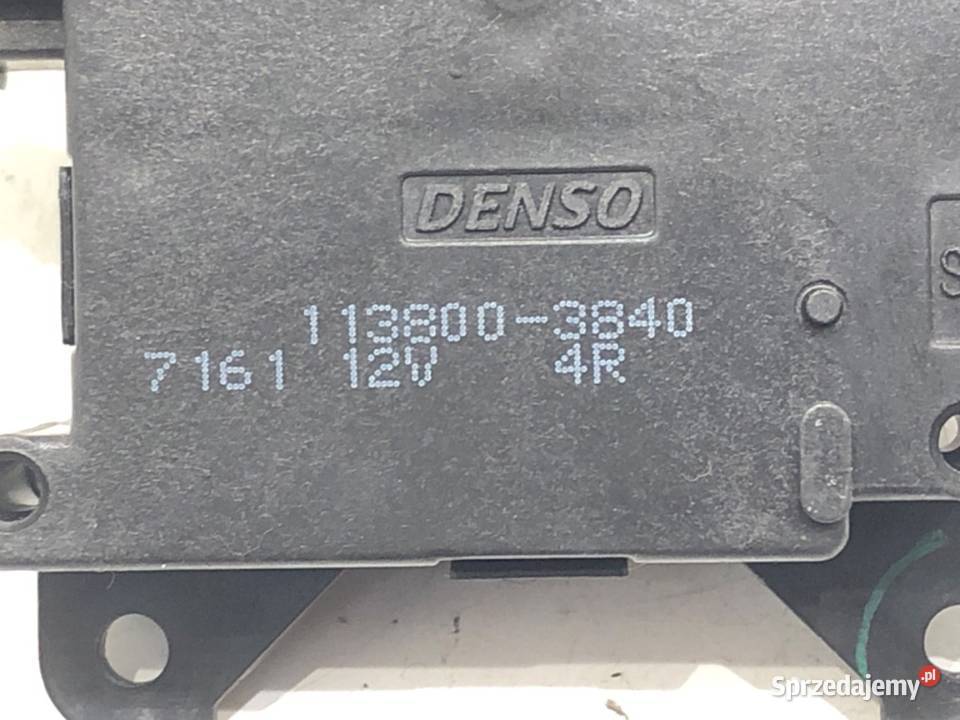 DENSO
113800-3840
7161 12V 4R
S
Sprzedajemy.pl